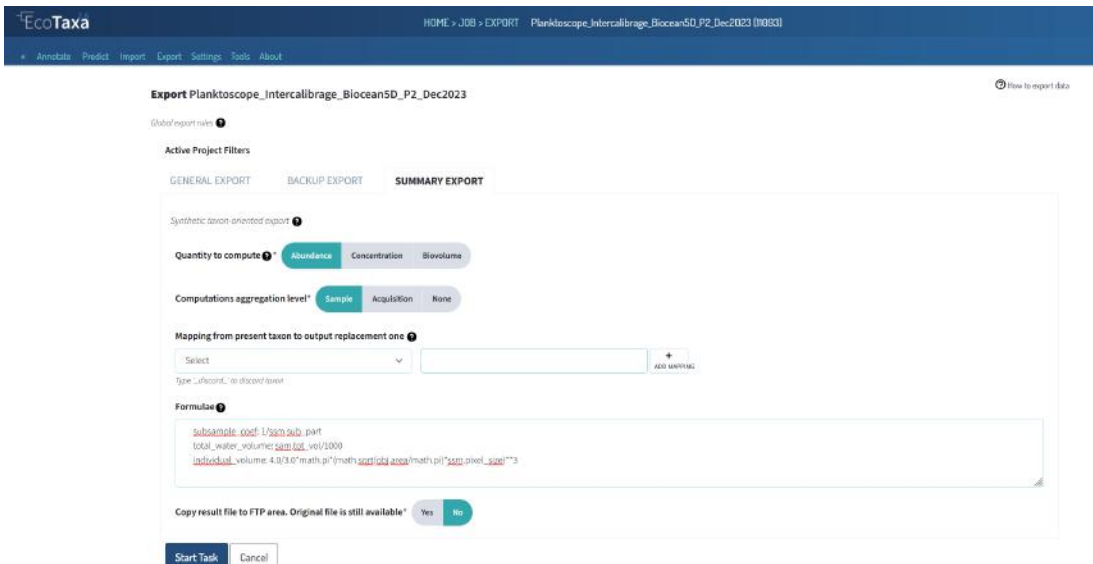 EcoTaxa
HOME > JOB > EXPORT Planktoscope_Intercalibrage_Biocean5D_P2_Dec2023 (11093)
« Annotate Predict Import Export Settings Tools About
Export Planktoscope_Intercalibrage_Biocean5D_P2_Dec2023
? How to export data
Global export rules ?
Active Project Filters
GENERAL EXPORT BACKUP EXPORT SUMMARY EXPORT
Synthetic taxon-oriented export ?
Quantity to compute ? * Abundance Concentration Biovolume
Computations aggregation level* Sample Acquisition None
Mapping from present taxon to output replacement one ?
Select
+
ADD MAPPING
Type '_discard_' to discard taxon
Formulae ?
subsample_coef: 1/ssm.sub_part
total_water_volume: sam.tot_vol/1000
individual_volume: 4.0/3.0*math.pi*(math.sqrt(obj.area/math.pi)*ssm.pixel_size)**3
Copy result file to FTP area. Original file is still available* Yes No
Start Task Cancel